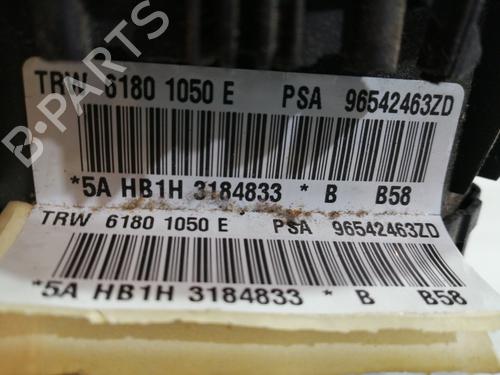 B-PARTS
TRW 6180 1050 E PSA 96542463ZD
*5A HB1H 3184833 * B B58
TRW 6180 1050 E PSA 96542463ZD
*5A HB1H 3184833 * B B58